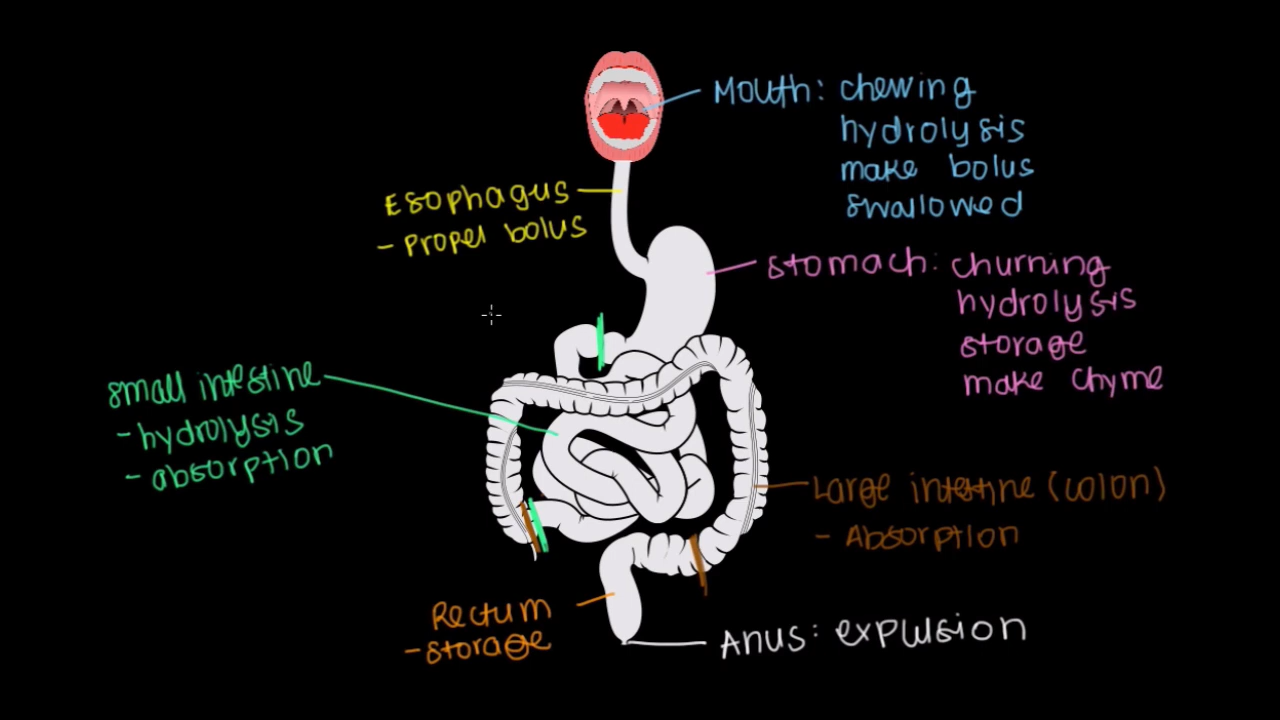 Mouth: chewing
hydrolysis
make bolus
swallowed
Esophagus
- Propel bolus
Stomach: churning
hydrolysis
storage
make chyme
small intestine
- hydrolysis
- absorption
Large intestine (colon)
- Absorption
Rectum
- storage
Anus: expulsion